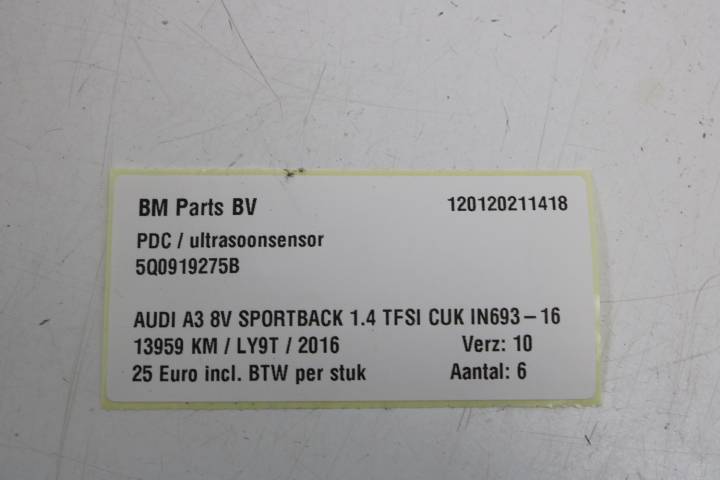 BM Parts BV 120120211418
PDC / ultrasoonsensor
5Q0919275B
AUDI A3 8V SPORTBACK 1.4 TFSI CUK IN693-16
13959 KM / LY9T / 2016 Verz: 10
25 Euro incl. BTW per stuk Aantal: 6